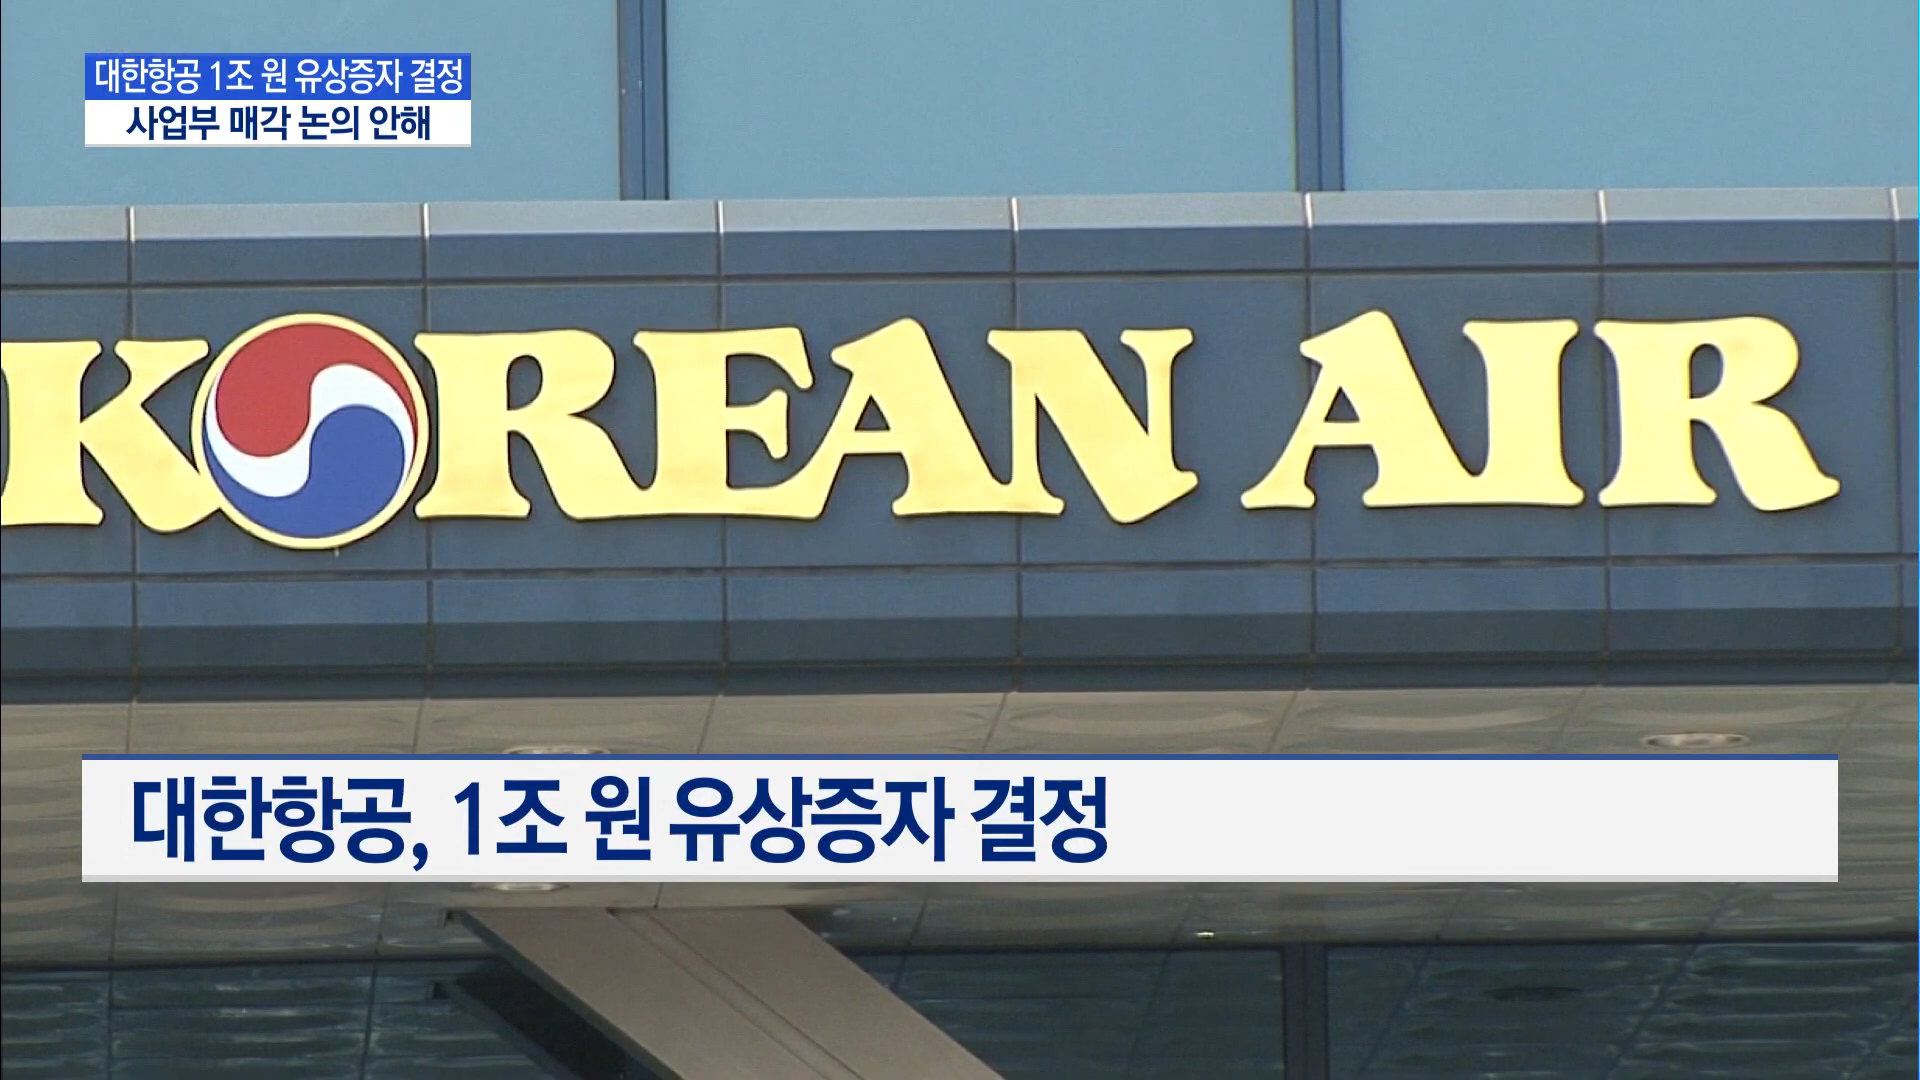 대한항공 1조 원 유상증자 결정
사업부 매각 논의 안해
KOREAN AIR
대한항공, 1조 원 유상증자 결정